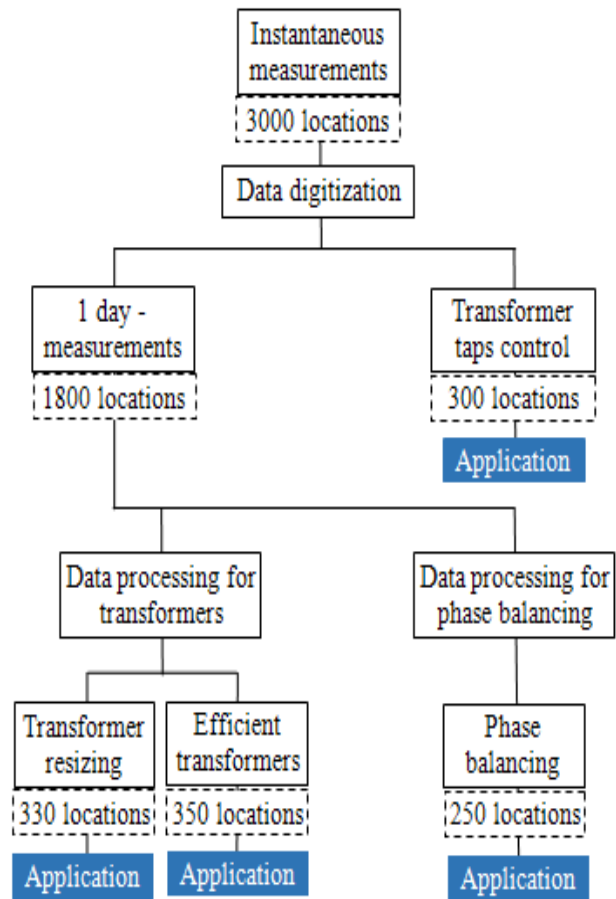 Instantaneous
measurements
3000 locations
Data digitization
1 day -
measurements
1800 locations
Transformer
taps control
300 locations
Application
Data processing for
transformers
Data processing for
phase balancing
Transformer
resizing
330 locations
Application
Efficient
transformers
350 locations
Application
Phase
balancing
250 locations
Application